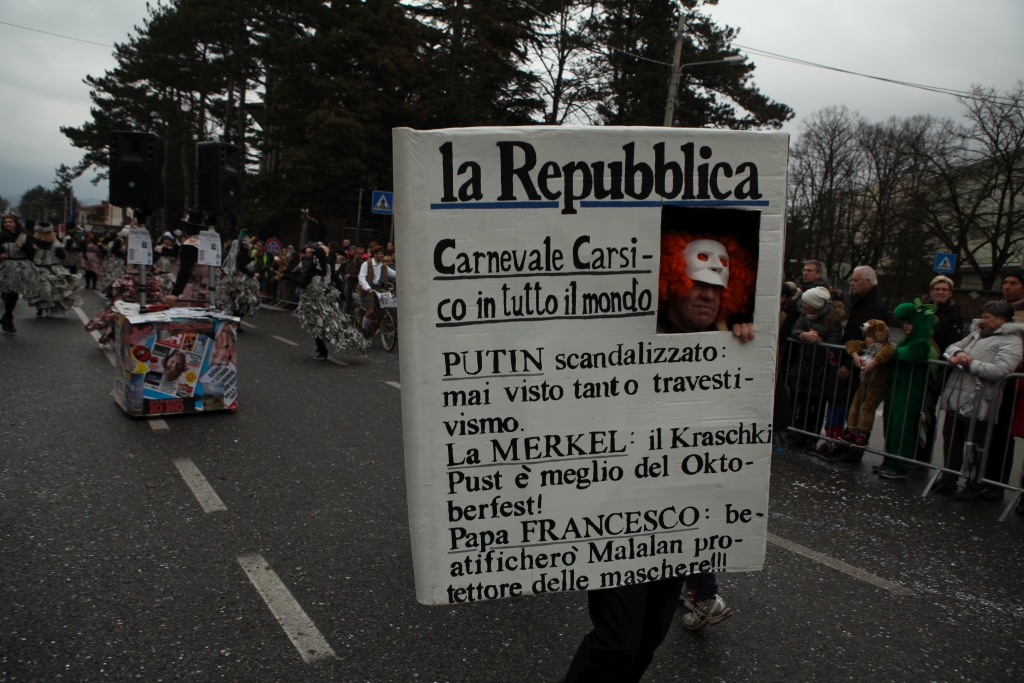 la Repubblica
Carnevale Carsi-
co in tutto il mondo
PUTIN scandalizzato:
mai visto tanto travesti-
vismo.
La MERKEL: il Kraschki
Pust è meglio del Okto-
berfest!
Papa FRANCESCO: be-
atificherò Malalan pro-
tettore delle maschere!!!